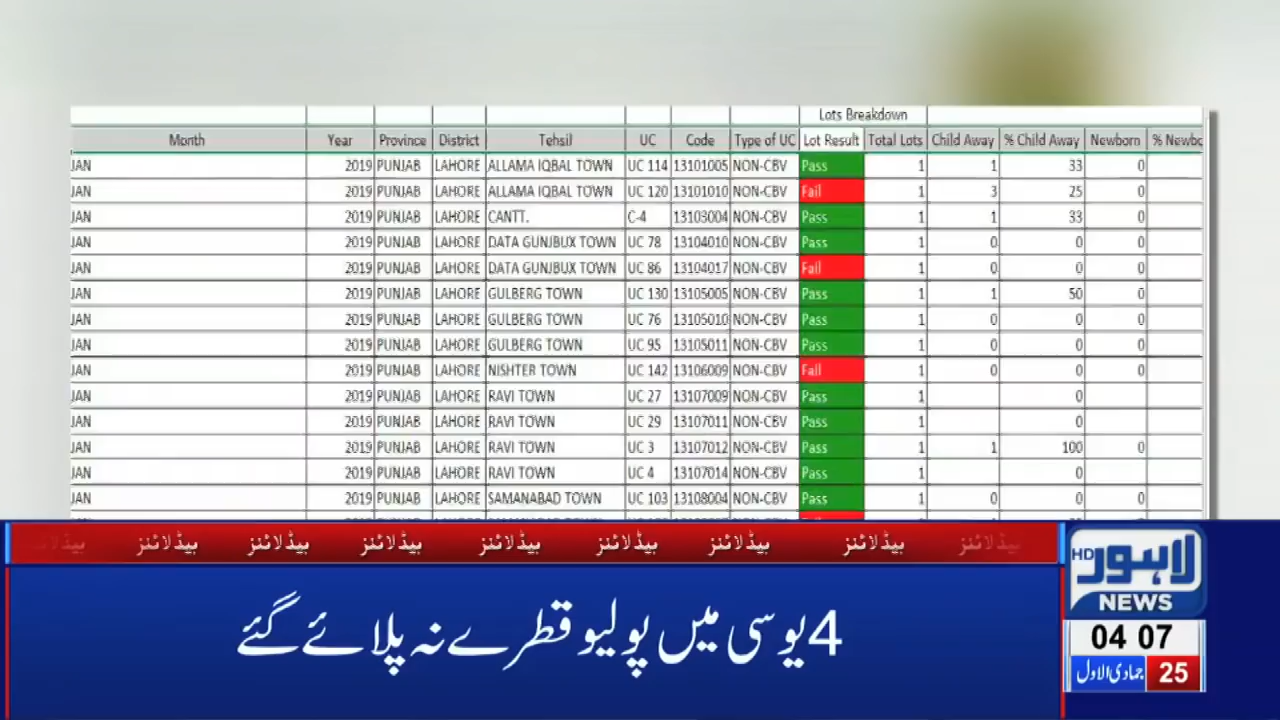 Lots Breakdown
Month Year Province District Tehsil UC Code Type of UC Lot Result Total Lots Child Away % Child Away Newborn % Newbo
JAN 2019 PUNJAB LAHORE ALLAMA IQBAL TOWN UC 114 13101005 NON-CBV Pass 1 1 33 0
JAN 2019 PUNJAB LAHORE ALLAMA IQBAL TOWN UC 120 13101010 NON-CBV Fail 1 3 25 0
JAN 2019 PUNJAB LAHORE CANTT. C-4 13103004 NON-CBV Pass 1 1 33 0
JAN 2019 PUNJAB LAHORE DATA GUNJBUX TOWN UC 78 13104010 NON-CBV Pass 1 0 0 0
JAN 2019 PUNJAB LAHORE DATA GUNJBUX TOWN UC 86 13104017 NON-CBV Fail 1 0 0 0
JAN 2019 PUNJAB LAHORE GULBERG TOWN UC 130 13105005 NON-CBV Pass 1 1 50 0
JAN 2019 PUNJAB LAHORE GULBERG TOWN UC 76 13105010 NON-CBV Pass 1 0 0 0
JAN 2019 PUNJAB LAHORE GULBERG TOWN UC 95 13105011 NON-CBV Pass 1 0 0 0
JAN 2019 PUNJAB LAHORE NISHTER TOWN UC 142 13106009 NON-CBV Fail 1 0 0 0
JAN 2019 PUNJAB LAHORE RAVI TOWN UC 27 13107009 NON-CBV Pass 1 0
JAN 2019 PUNJAB LAHORE RAVI TOWN UC 29 13107011 NON-CBV Pass 1 0
JAN 2019 PUNJAB LAHORE RAVI TOWN UC 3 13107012 NON-CBV Pass 1 1 100 0
JAN 2019 PUNJAB LAHORE RAVI TOWN UC 4 13107014 NON-CBV Pass 1 0
JAN 2019 PUNJAB LAHORE SAMANABAD TOWN UC 103 13108004 NON-CBV Pass 1 0 0 0
ہیڈلائنز ہیڈلائنز ہیڈلائنز ہیڈلائنز ہیڈلائنز ہیڈلائنز ہیڈلائنز ہیڈلائنز
4 یوسی میں پولیو قطرے نہ پلائے گئے
لاہور HD
NEWS
04 07
25 جمادی الاول